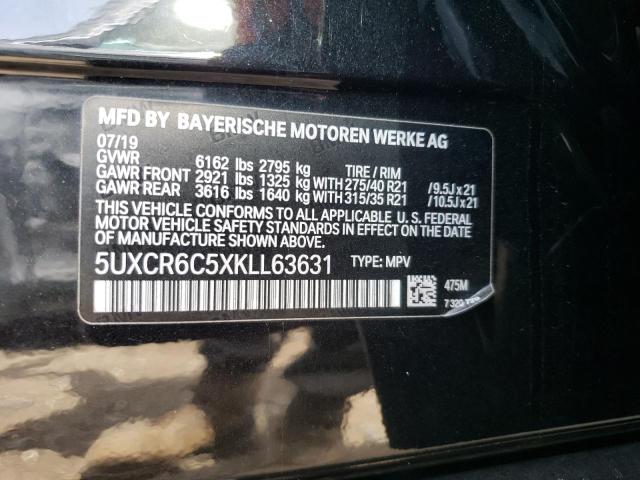 MFD BY BAYERISCHE MOTOREN WERKE AG
07/19
GVWR 6162 lbs 2795 kg TIRE / RIM
GAWR FRONT 2921 lbs 1325 kg WITH 275/40 R21 /9.5J x 21
GAWR REAR 3616 lbs 1640 kg WITH 315/35 R21 /10.5J x 21
THIS VEHICLE CONFORMS TO ALL APPLICABLE U. S. FEDERAL
MOTOR VEHICLE SAFETY STANDARDS IN EFFECT ON THE
DATE OF MANUFACTURE SHOWN ABOVE
5UXCR6C5XKLL63631 TYPE: MPV
475M
7 320